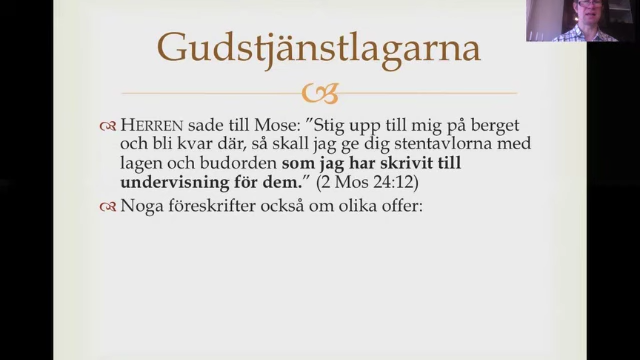 Gudstjänstlagarna
HERREN sade till Mose: ”Stig upp till mig på berget
och bli kvar där, så skall jag ge dig stentavlorna med
lagen och budorden som jag har skrivit till
undervisning för dem.” (2 Mos 24:12)
Noga föreskrifter också om olika offer: